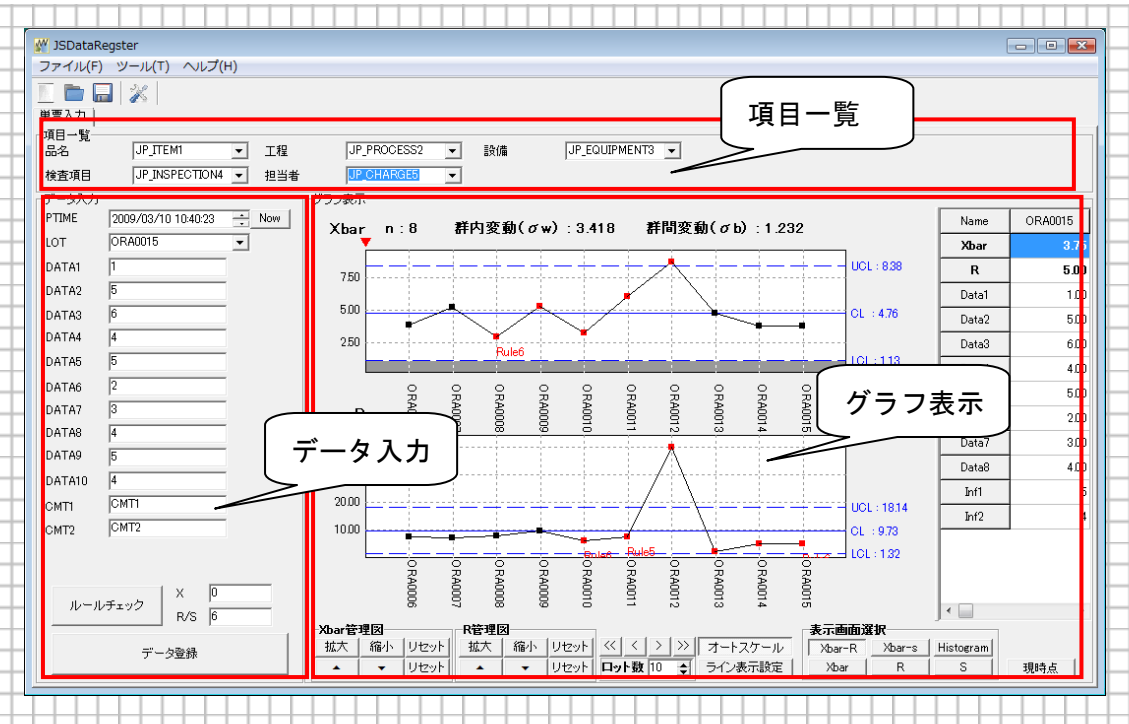 JSDataRegster
ファイル(F) ツール(T) ヘルプ(H)
単票入力
項目一覧
項目一覧
品名 JP_ITEM1 工程 JP_PROCESS2 設備 JP_EQUIPMENT3
検査項目 JP_INSPECTION4 担当者 JP_CHARGE5
データ入力
PTIME 2009/03/10 10:40:23 Now
LOT ORA0015
DATA1 1
DATA2 5
DATA3 6
DATA4 4
DATA5 5
DATA6 2
DATA7 3
DATA8 4
DATA9 5
DATA10 4
CMT1 CMT1
CMT2 CMT2
データ入力
ルールチェック
X 0
R/S 6
データ登録
グラフ表示
Xbar n : 8 群内変動(σw) : 3.418 群間変動(σb) : 1.232
UCL : 8.38
7.50
5.00
CL : 4.76
2.50
Rule6
LCL : 1.13
ORA0008
ORA0009
ORA0010
ORA0011
ORA0012
ORA0013
ORA0014
ORA0015
グラフ表示
20.00
UCL : 18.14
10.00
CL : 9.73
Rule6 Rule5
LCL : 1.32
ORA0006
ORA0007
ORA0008
ORA0009
ORA0010
ORA0011
ORA0012
ORA0013
ORA0014
ORA0015
Name ORA0015
Xbar 3.75
R 5.00
Data1 1.00
Data2 5.00
Data3 6.00
4.00
5.00
2.00
Data7 3.00
Data8 4.00
Inf1 5
Inf2 4
Xbar管理図
拡大 縮小 リセット
リセット
R管理図
拡大 縮小 リセット
リセット
<< < > >> オートスケール
ロット数 10 ライン表示設定
表示画面選択
Xbar-R Xbar-s Histogram
Xbar R S
現時点